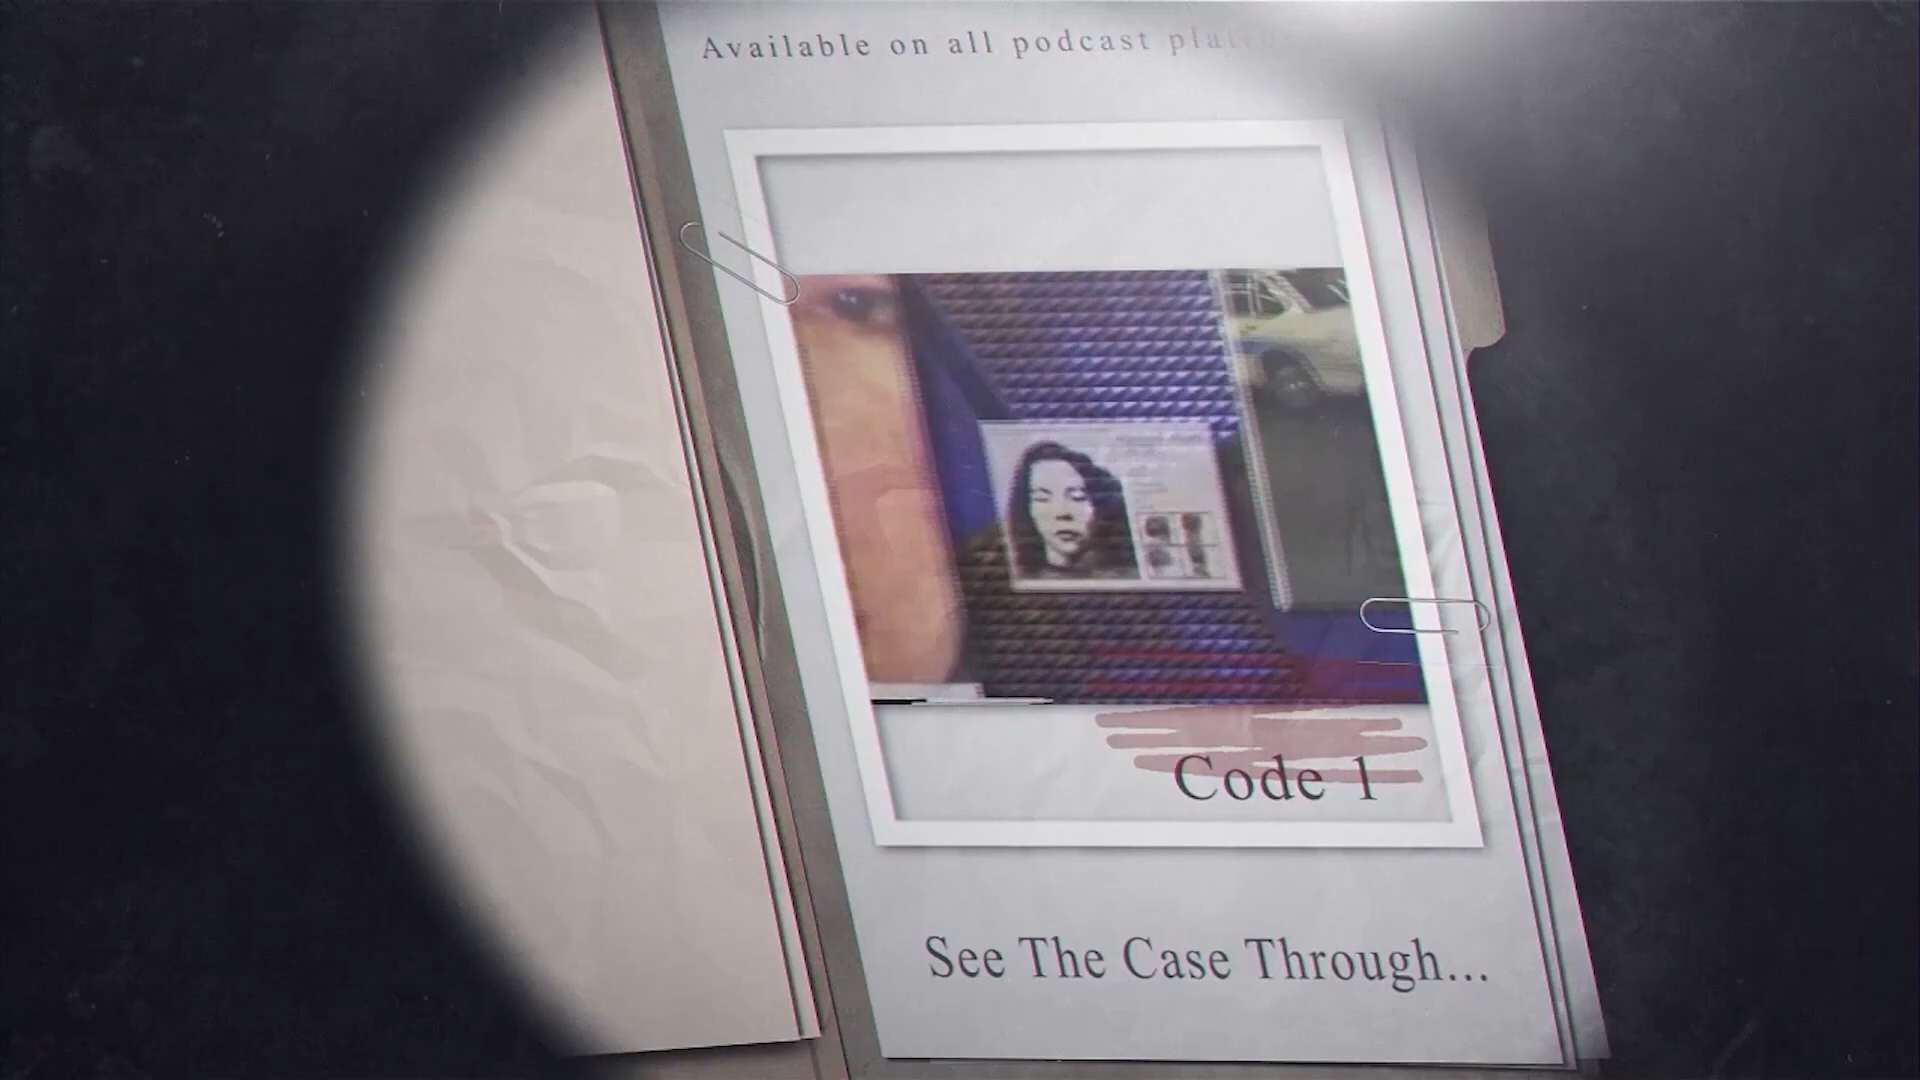 Available on all podcast
Code 1
See The Case Through...